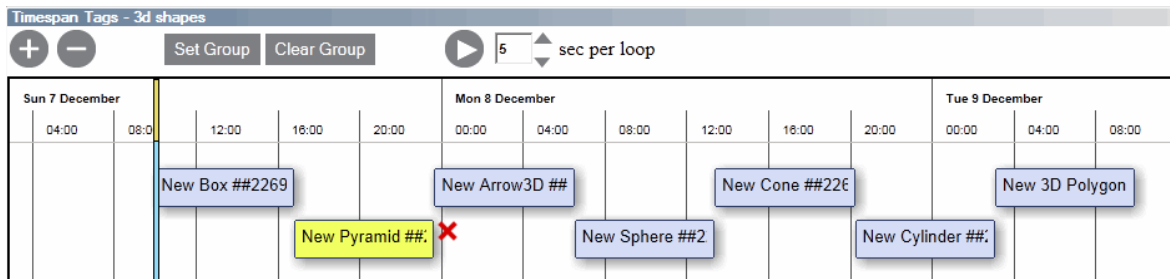 Timespan Tags - 3d shapes
Set Group Clear Group 5 sec per loop
Sun 7 December Mon 8 December Tue 9 December
04:00 08:0 12:00 16:00 20:00 00:00 04:00 08:00 12:00 16:00 20:00 00:00 04:00 08:00
New Box ##2269 New Arrow3D ## New Cone ##226 New 3D Polygon
New Pyramid ##2 New Sphere ##2 New Cylinder ##2